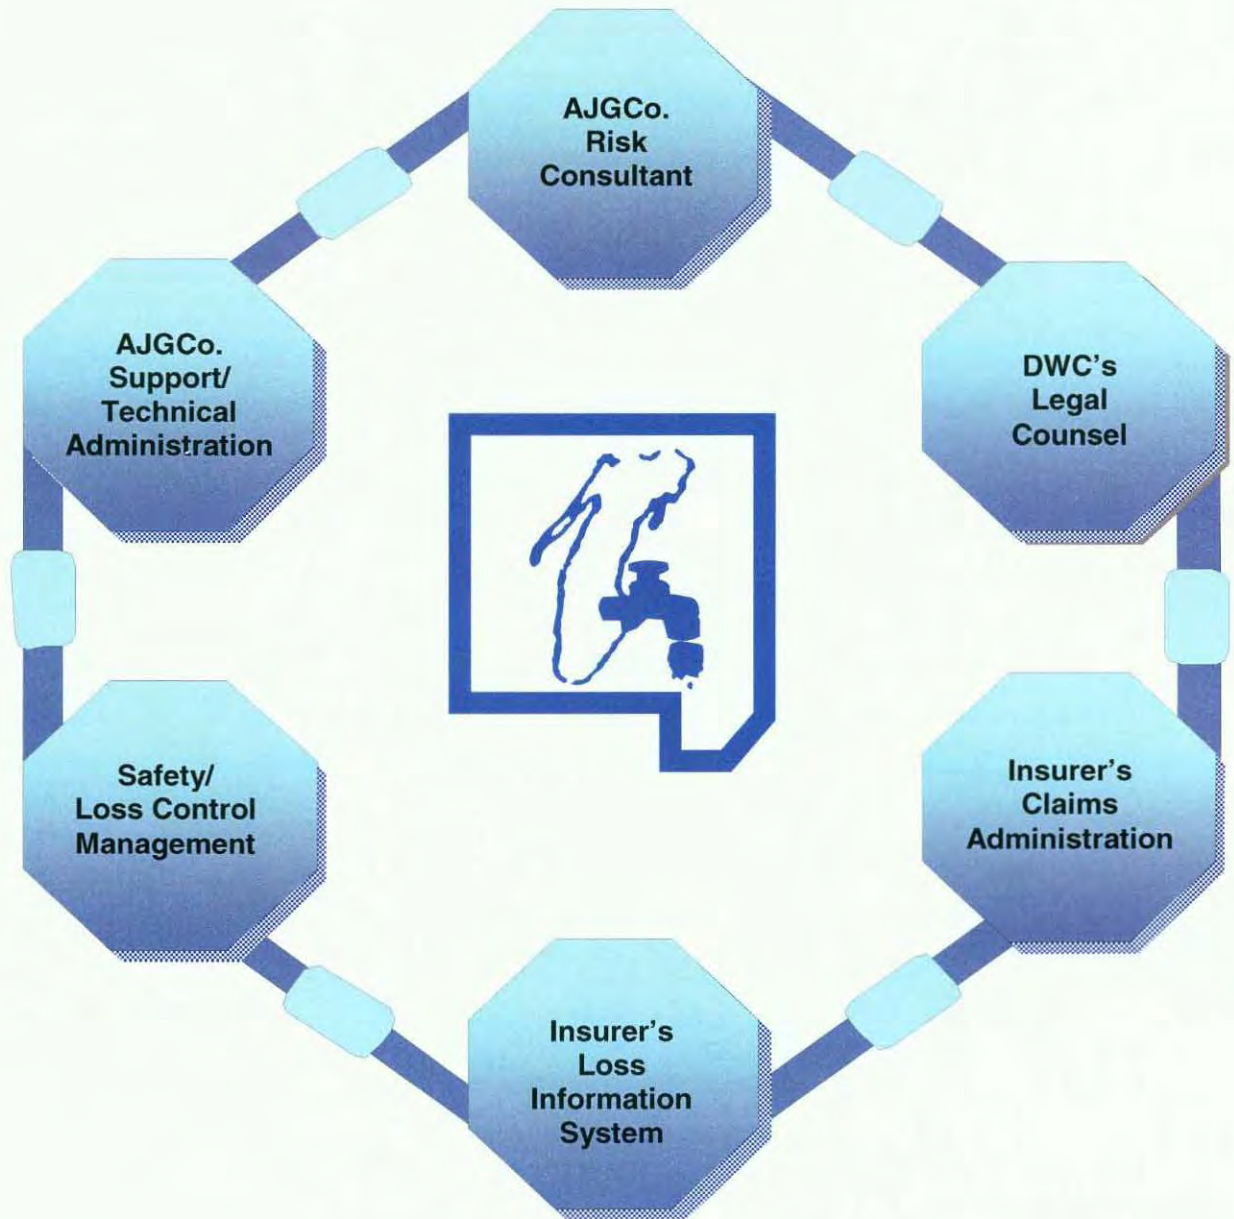 AJGCo.
Risk
Consultant
AJGCo.
Support/
Technical
Administration
DWC's
Legal
Counsel
Safety/
Loss Control
Management
Insurer's
Claims
Administration
Insurer's
Loss
Information
System